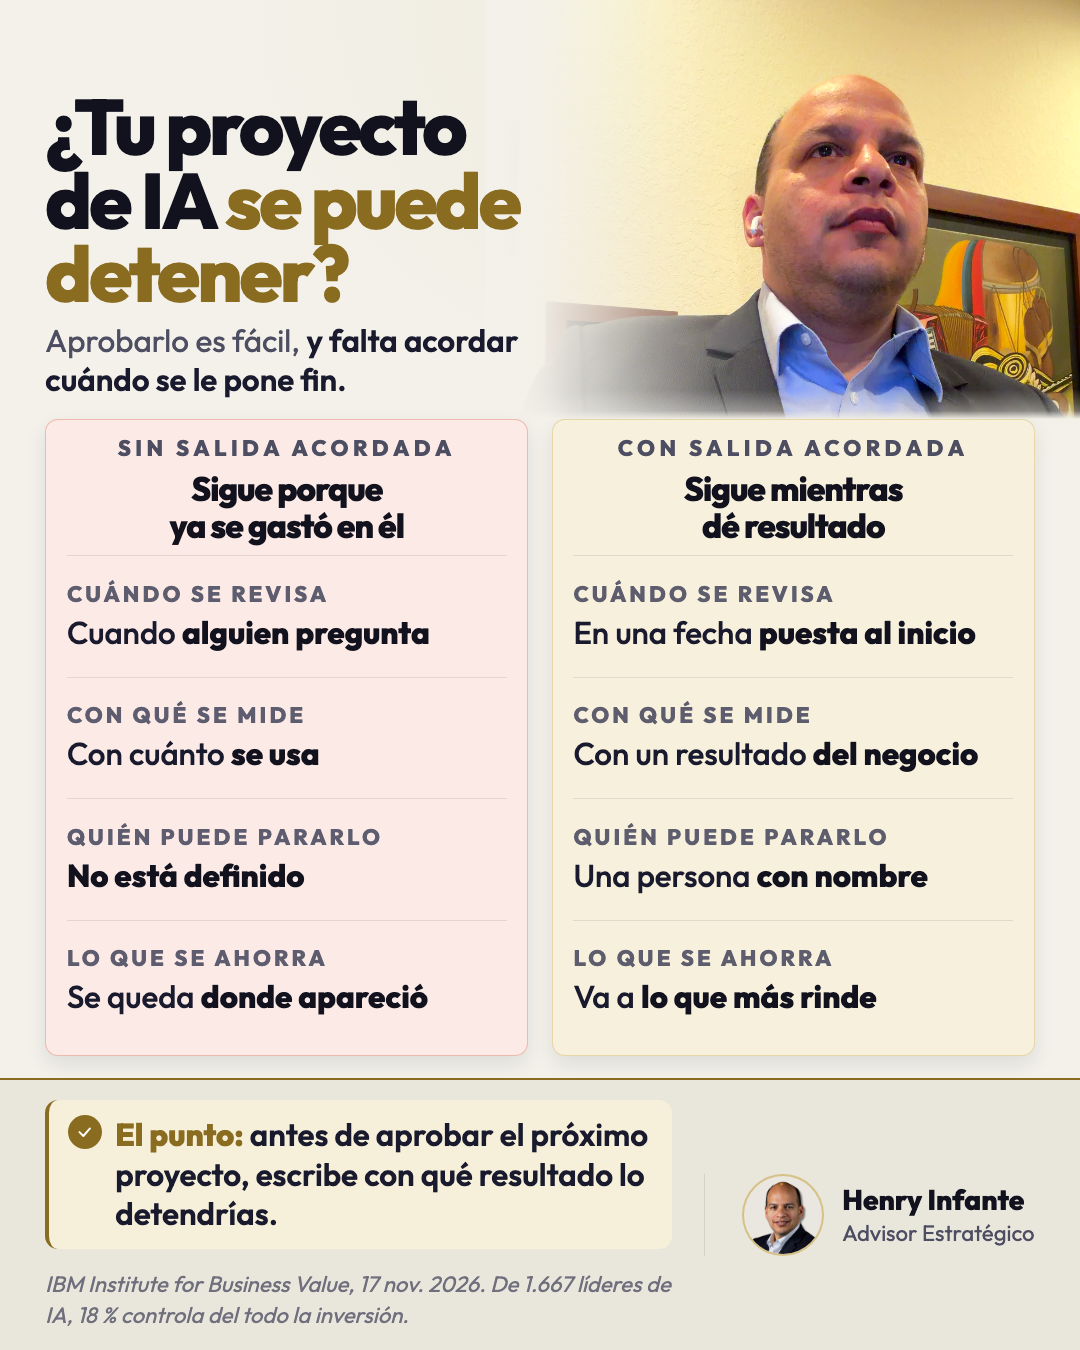 ¿Tu proyecto
de IA se puede
detener?
Aprobarlo es fácil, y falta acordar
cuándo se le pone fin.
SIN SALIDA ACORDADA
Sigue porque
ya se gastó en él
CUÁNDO SE REVISA
Cuando alguien pregunta
CON QUÉ SE MIDE
Con cuánto se usa
QUIÉN PUEDE PARARLO
No está definido
LO QUE SE AHORRA
Se queda donde apareció
CON SALIDA ACORDADA
Sigue mientras
dé resultado
CUÁNDO SE REVISA
En una fecha puesta al inicio
CON QUÉ SE MIDE
Con un resultado del negocio
QUIÉN PUEDE PARARLO
Una persona con nombre
LO QUE SE AHORRA
Va a lo que más rinde
El punto: antes de aprobar el próximo
proyecto, escribe con qué resultado lo
detendrías.
IBM Institute for Business Value, 17 nov. 2026. De 1.667 líderes de
IA, 18 % controla del todo la inversión.
Henry Infante
Advisor Estratégico